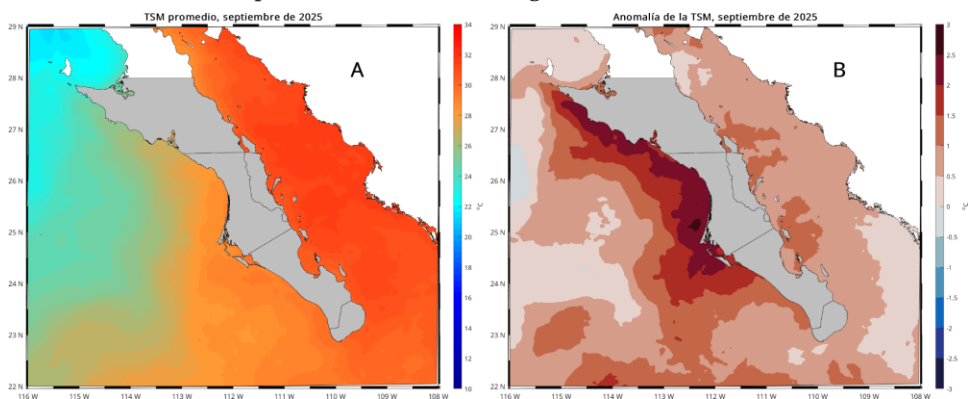 TSM promedio, septiembre de 2025
A
29 N
28 N
27 N
26 N
25 N
24 N
23 N
22 N
116 W 115 W 114 W 113 W 112 W 111 W 110 W 109 W 108 W
34
32
30
28
26
24
22
20
18
16
14
12
10
°C
Anomalía de la TSM, septiembre de 2025
B
29 N
28 N
27 N
26 N
25 N
24 N
23 N
22 N
116 W 115 W 114 W 113 W 112 W 111 W 110 W 109 W 108 W
3
2.5
2
1.5
1
0.5
0
-0.5
-1
-1.5
-2
-2.5
-3
°C